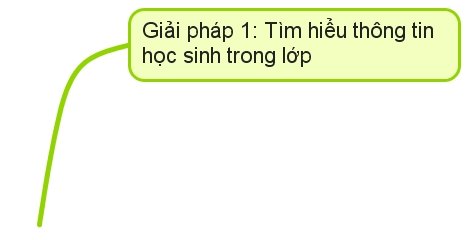 Giải pháp 1: Tìm hiểu thông tin
học sinh trong lớp